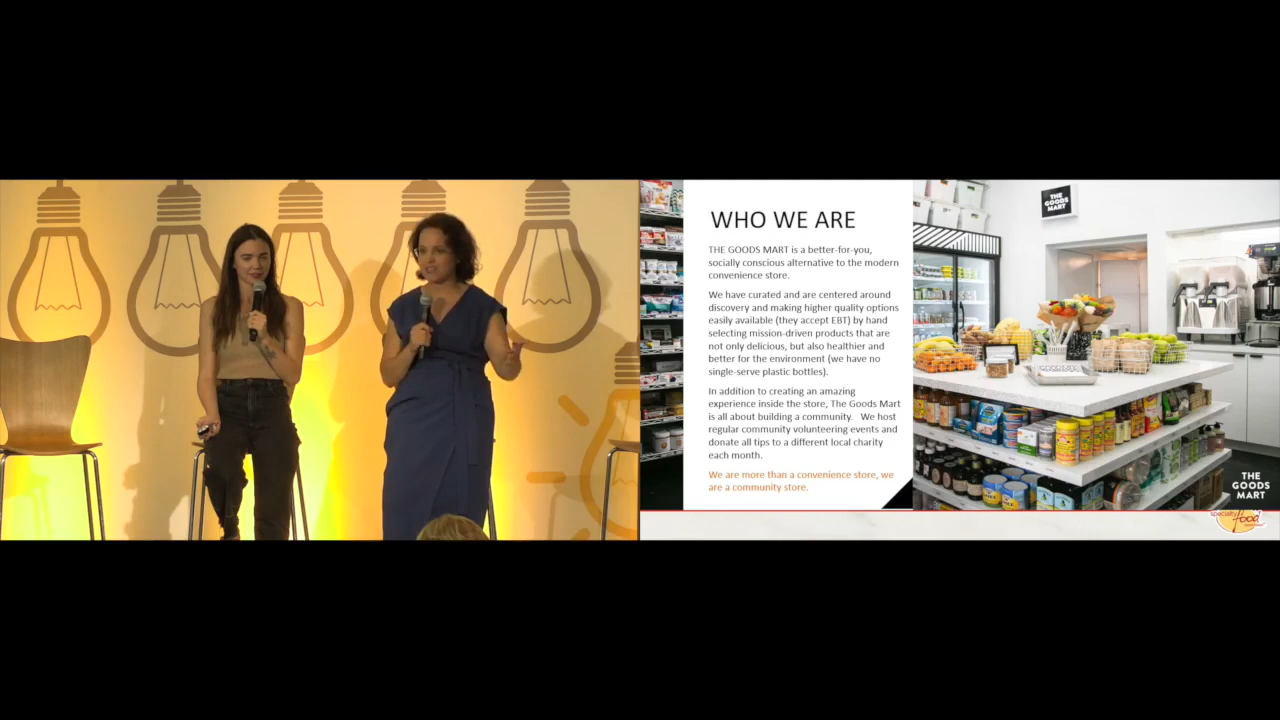 WHO WE ARE
THE GOODS MART is a better-for-you,
socially conscious alternative to the modern
convenience store.
We have curated and are centered around
discovery and making higher quality options
easily available (they accept EBT) by hand
selecting mission-driven products that are
not only delicious, but also healthier and
better for the environment (we have no
single-serve plastic bottles).
In addition to creating an amazing
experience inside the store, The Goods Mart
is all about building a community. We host
regular community volunteering events and
donate all tips to a different local charity
each month.
We are more than a convenience store, we
are a community store.
THE
GOODS
MART
THE
GOODS
MART
specialty
food